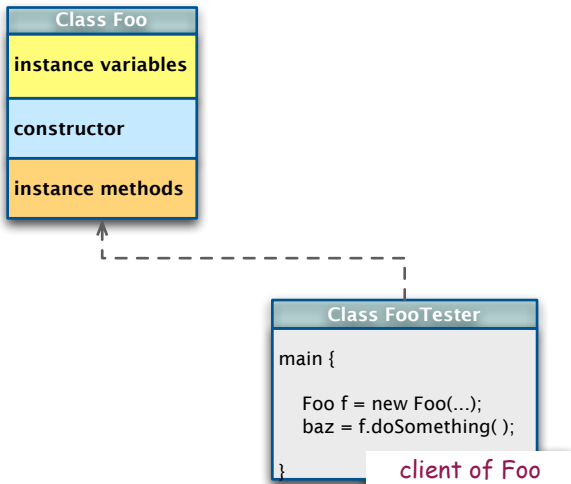 Class Foo
instance variables
constructor
instance methods
Class FooTester
main {
Foo f = new Foo(...);
baz = f.doSomething( );
}
client of Foo